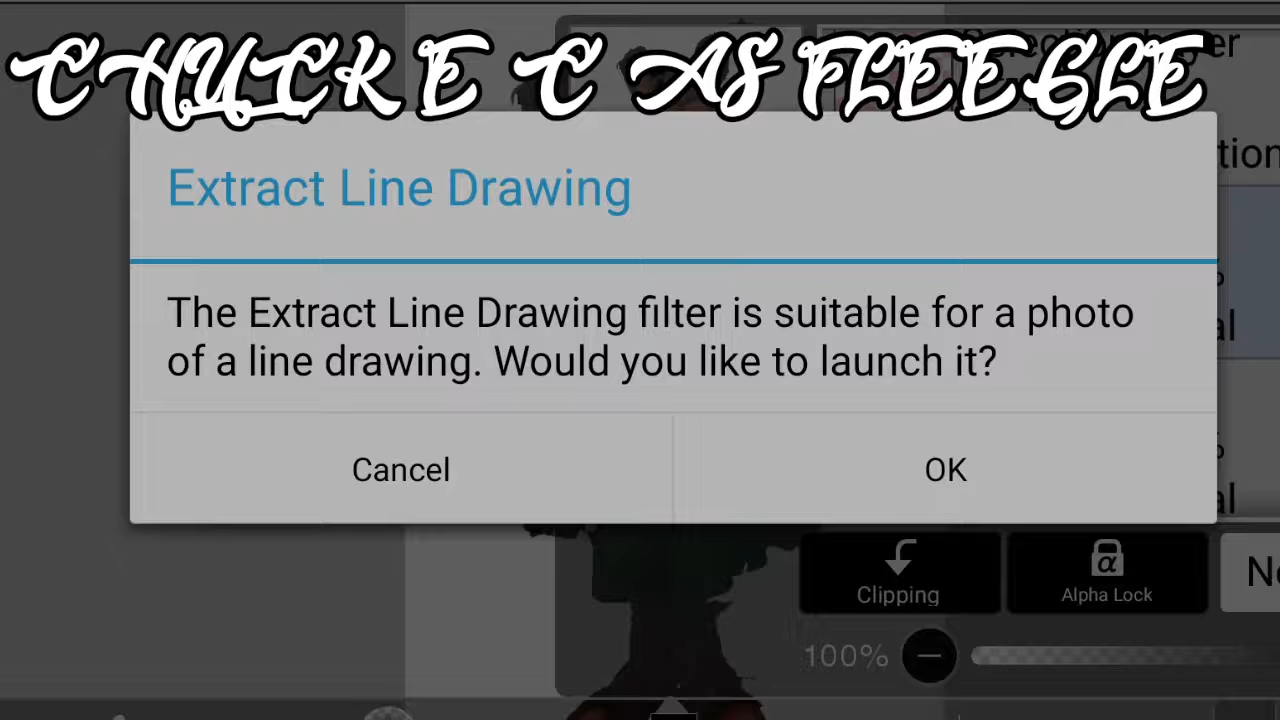 CHUCK E C AS FLEEGLE
Extract Line Drawing
The Extract Line Drawing filter is suitable for a photo
of a line drawing. Would you like to launch it?
Cancel
OK
Clipping
Alpha Lock
100%